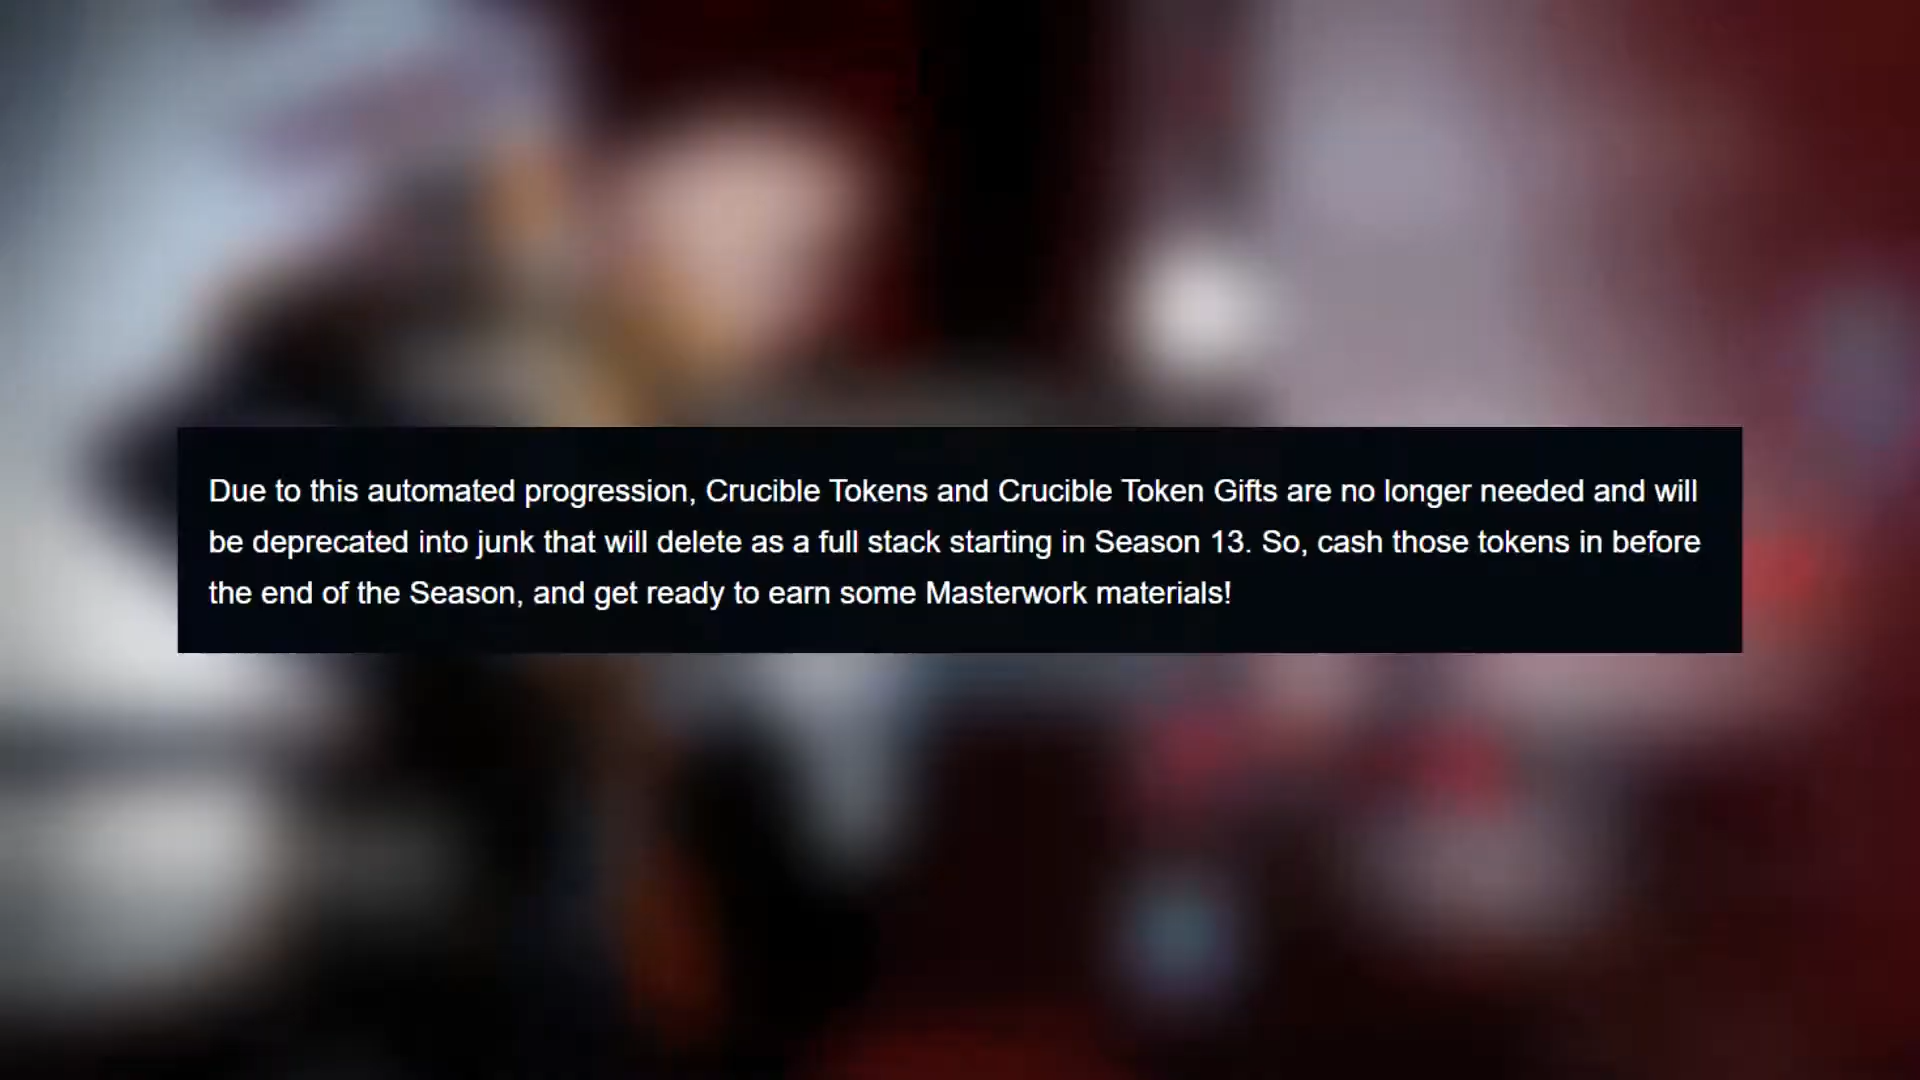 Due to this automated progression, Crucible Tokens and Crucible Token Gifts are no longer needed and will
be deprecated into junk that will delete as a full stack starting in Season 13. So, cash those tokens in before
the end of the Season, and get ready to earn some Masterwork materials!